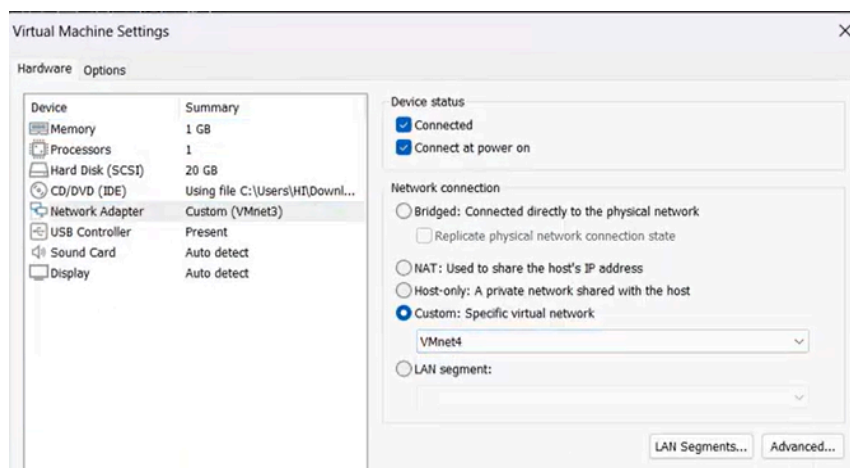 Virtual Machine Settings
Hardware Options
Device Summary
Memory 1 GB
Processors 1
Hard Disk (SCSI) 20 GB
CD/DVD (IDE) Using file C:\Users\HI\Downl...
Network Adapter Custom (VMnet3)
USB Controller Present
Sound Card Auto detect
Display Auto detect
Device status
Connected
Connect at power on
Network connection
Bridged: Connected directly to the physical network
Replicate physical network connection state
NAT: Used to share the host's IP address
Host-only: A private network shared with the host
Custom: Specific virtual network
VMnet4
LAN segment:
LAN Segments... Advanced...